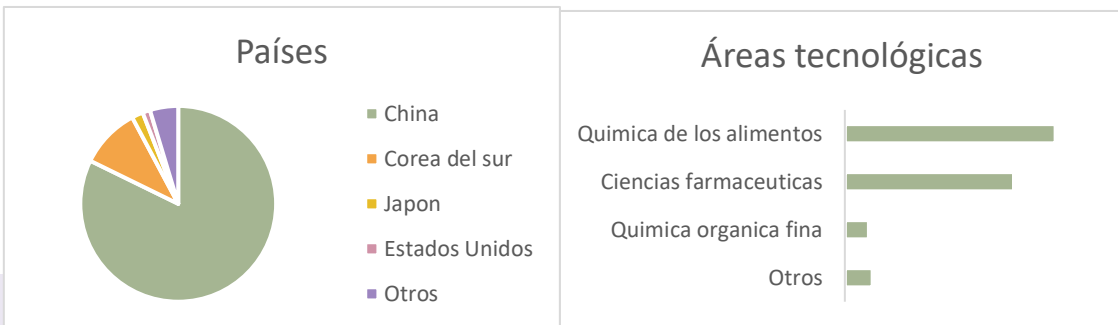 Países
China
Corea del sur
Japon
Estados Unidos
Otros
Áreas tecnológicas
Quimica de los alimentos
Ciencias farmaceuticas
Quimica organica fina
Otros